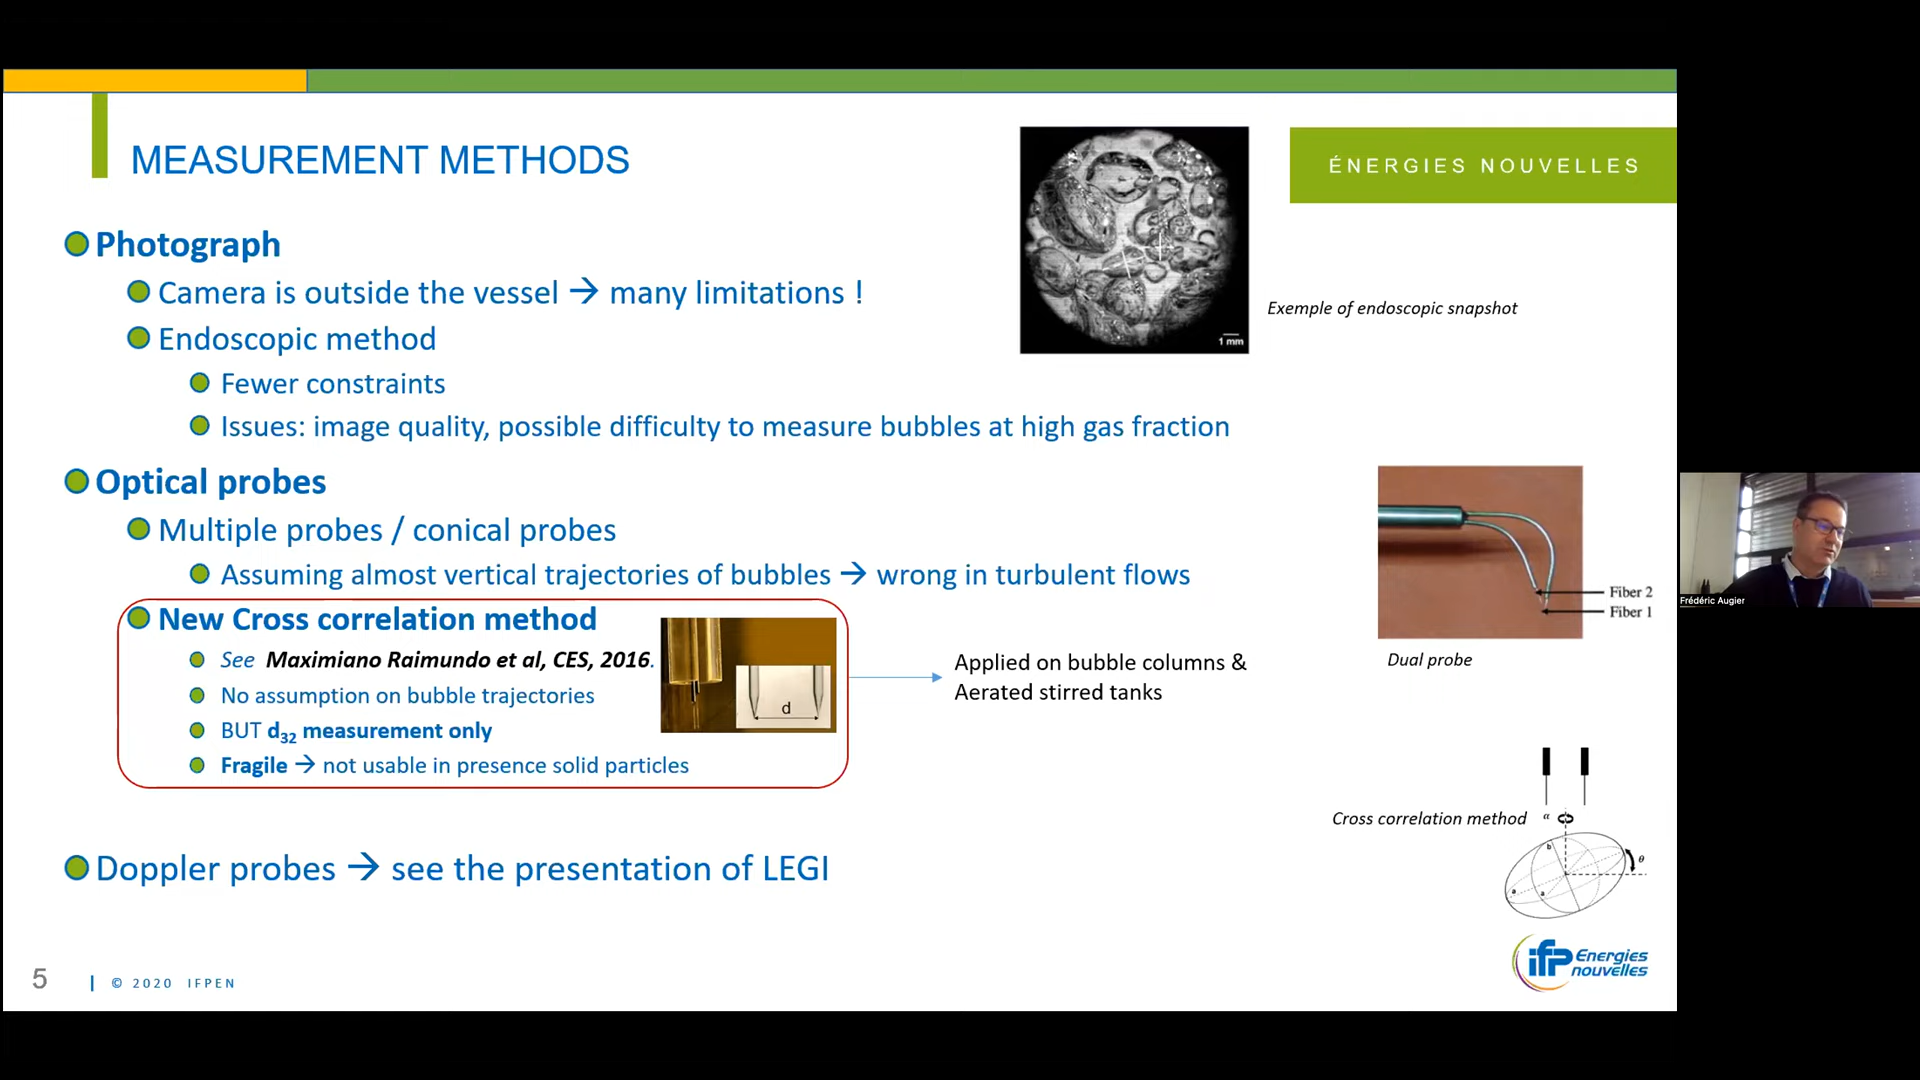 MEASUREMENT METHODS
ÉNERGIES NOUVELLES
Photograph
Camera is outside the vessel → many limitations !
Endoscopic method
Fewer constraints
Issues: image quality, possible difficulty to measure bubbles at high gas fraction
1 mm
Exemple of endoscopic snapshot
Optical probes
Multiple probes / conical probes
Assuming almost vertical trajectories of bubbles → wrong in turbulent flows
Fiber 2
Fiber 1
Dual probe
New Cross correlation method
See Maximiano Raimundo et al, CES, 2016.
No assumption on bubble trajectories
BUT d32 measurement only
Fragile → not usable in presence solid particles
d
Applied on bubble columns &
Aerated stirred tanks
Cross correlation method
α
b
θ
a
a
Doppler probes → see the presentation of LEGI
5 | © 2020 IFPEN
ifp Energies
nouvelles
Frédéric Augier